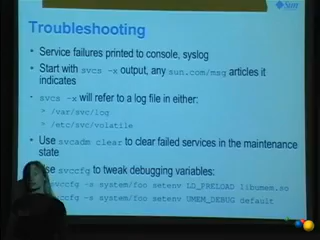 Sun
Troubleshooting
• Service failures printed to console, syslog
• Start with svcs -x output, any sun.com/msg articles it
indicates
• svcs -x will refer to a log file in either:
* /var/svc/log
* /etc/svc/volatile
• Use svcadm clear to clear failed services in the maintenance
state
Use svccfg to tweak debugging variables:
svccfg -s system/foo setenv LD_PRELOAD libumem.so
svccfg -s system/foo setenv UMEM_DEBUG default